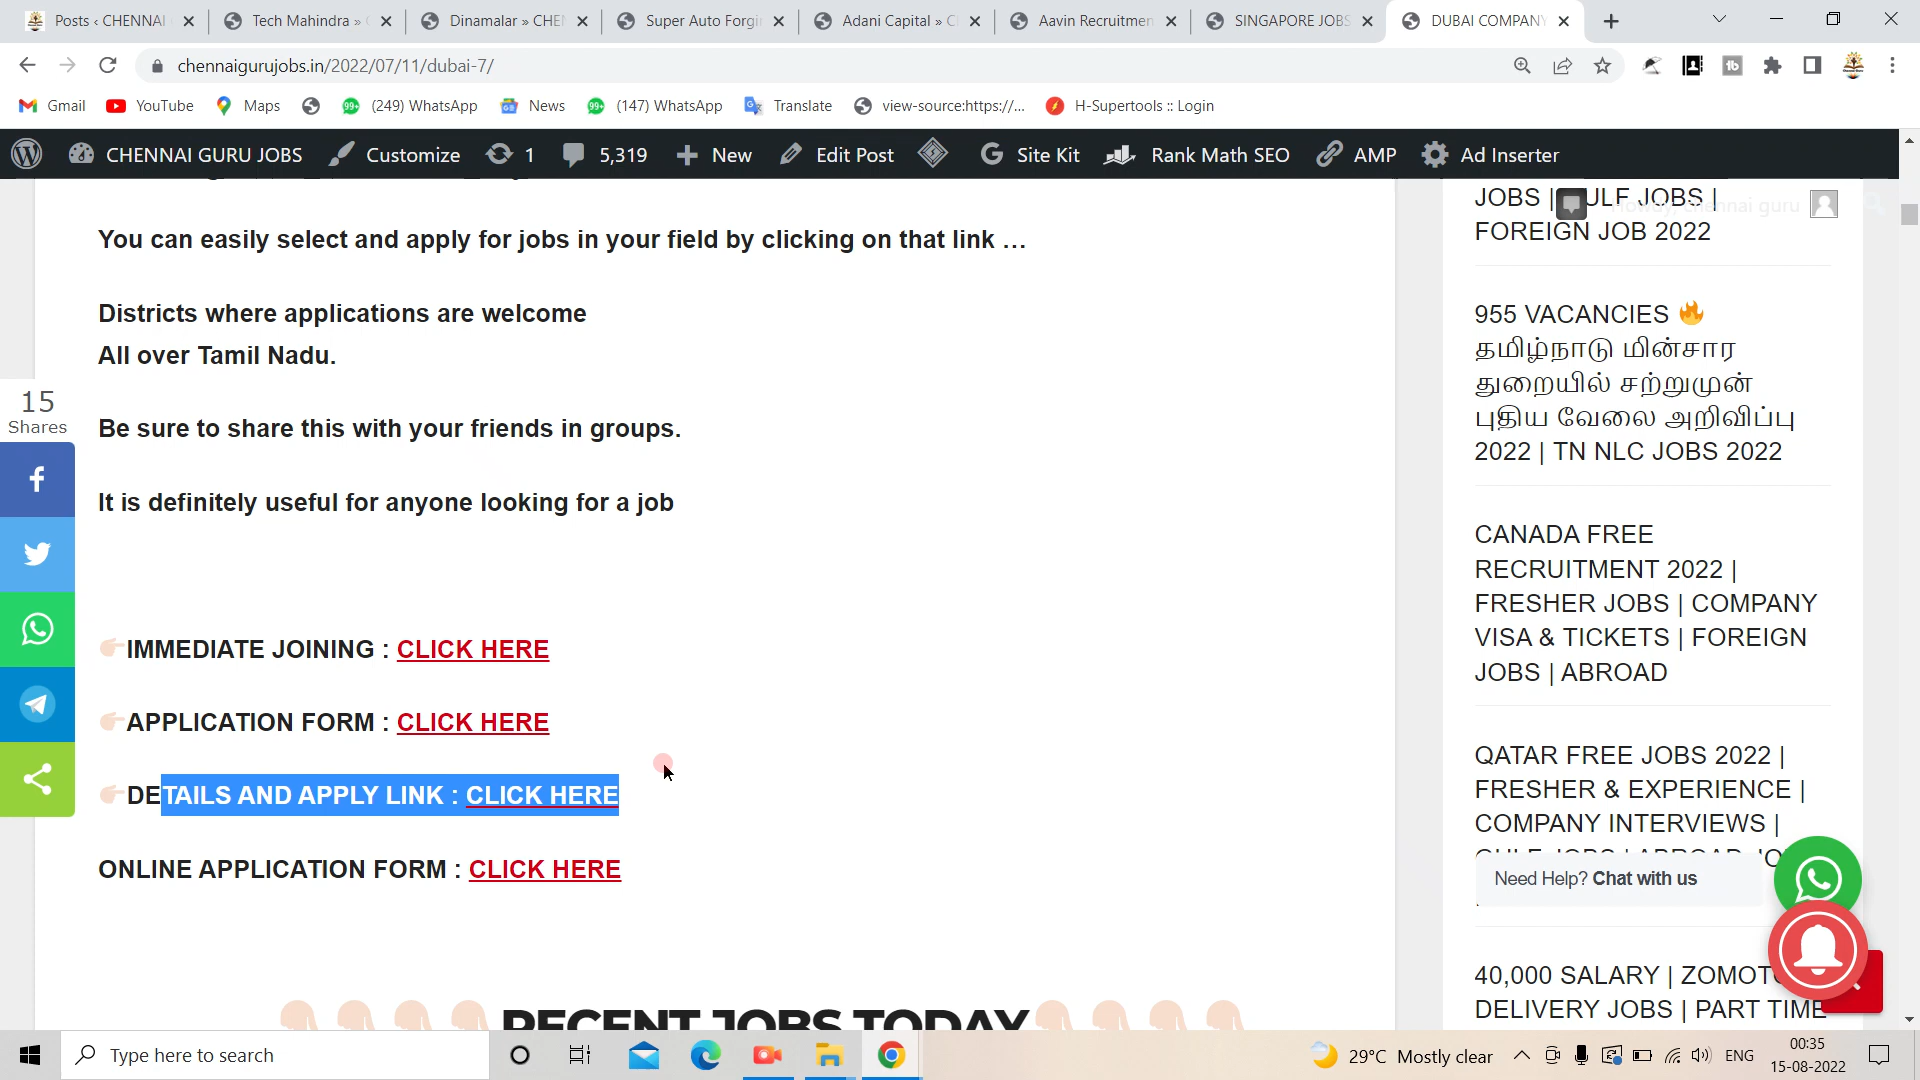 Posts ‹ CHENNAI
Tech Mahindra »
Dinamalar » CHE
Super Auto Forgi
Adani Capital » C
Aavin Recruitmen
SINGAPORE JOBS
DUBAI COMPANY
chennaigurujobs.in/2022/07/11/dubai-7/
Gmail
YouTube
Maps
(249) WhatsApp
News
(147) WhatsApp
Translate
view-source:https://...
H-Supertools :: Login
CHENNAI GURU JOBS
Customize
1
5,319
New
Edit Post
Site Kit
Rank Math SEO
AMP
Ad Inserter
You can easily select and apply for jobs in your field by clicking on that link …
Districts where applications are welcome
All over Tamil Nadu.
Be sure to share this with your friends in groups.
It is definitely useful for anyone looking for a job
15
Shares
IMMEDIATE JOINING : CLICK HERE
APPLICATION FORM : CLICK HERE
DETAILS AND APPLY LINK : CLICK HERE
ONLINE APPLICATION FORM : CLICK HERE
RECENT JOBS TODAY
JOBS | GULF JOBS |
FOREIGN JOB 2022
955 VACANCIES 🔥
தமிழ்நாடு மின்சார
துறையில் சற்றுமுன்
புதிய வேலை அறிவிப்பு
2022 | TN NLC JOBS 2022
CANADA FREE
RECRUITMENT 2022 |
FRESHER JOBS | COMPANY
VISA & TICKETS | FOREIGN
JOBS | ABROAD
QATAR FREE JOBS 2022 |
FRESHER & EXPERIENCE |
COMPANY INTERVIEWS |
Need Help? Chat with us
40,000 SALARY | ZOMOTO
DELIVERY JOBS | PART TIME
Type here to search
29°C Mostly clear
ENG
00:35
15-08-2022